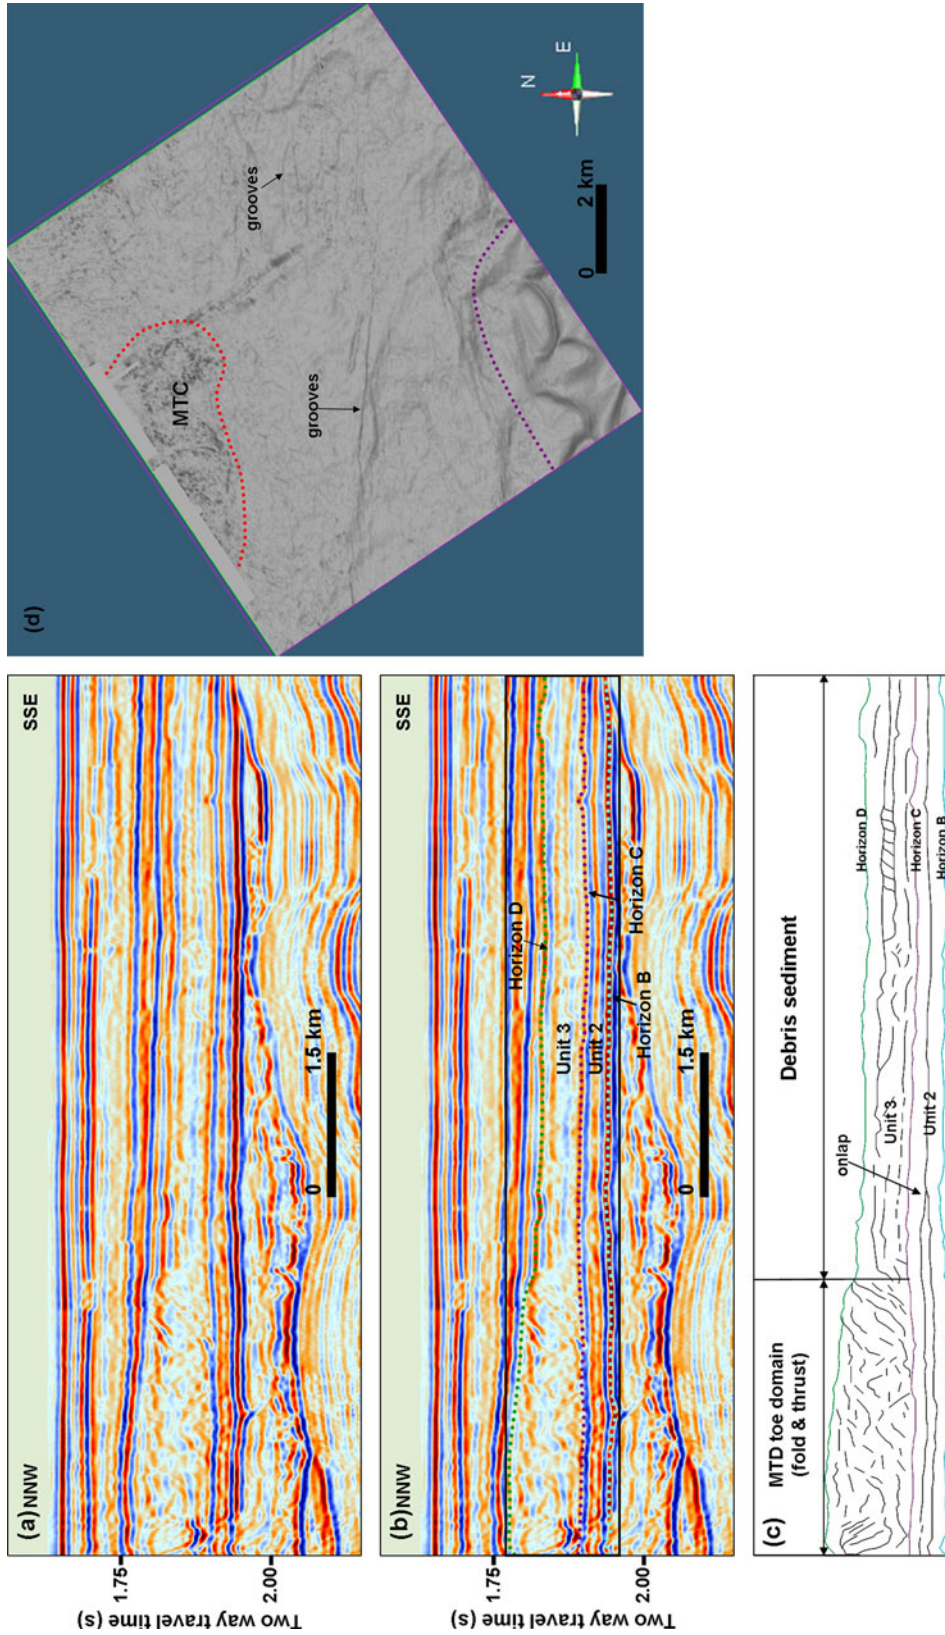 (a)
NNW
SSE
1.75
2.00
Two way travel time (s)
0
1.5 km
(b)
NNW
SSE
1.75
2.00
Two way travel time (s)
Horizon D
Unit 3
Unit 2
Horizon C
Horizon B
0
1.5 km
(c)
MTD toe domain
(fold & thrust)
Debris sediment
onlap
Horizon D
Unit 3
Horizon C
Unit 2
Horizon B
(d)
MTC
grooves
grooves
N
E
0
2 km